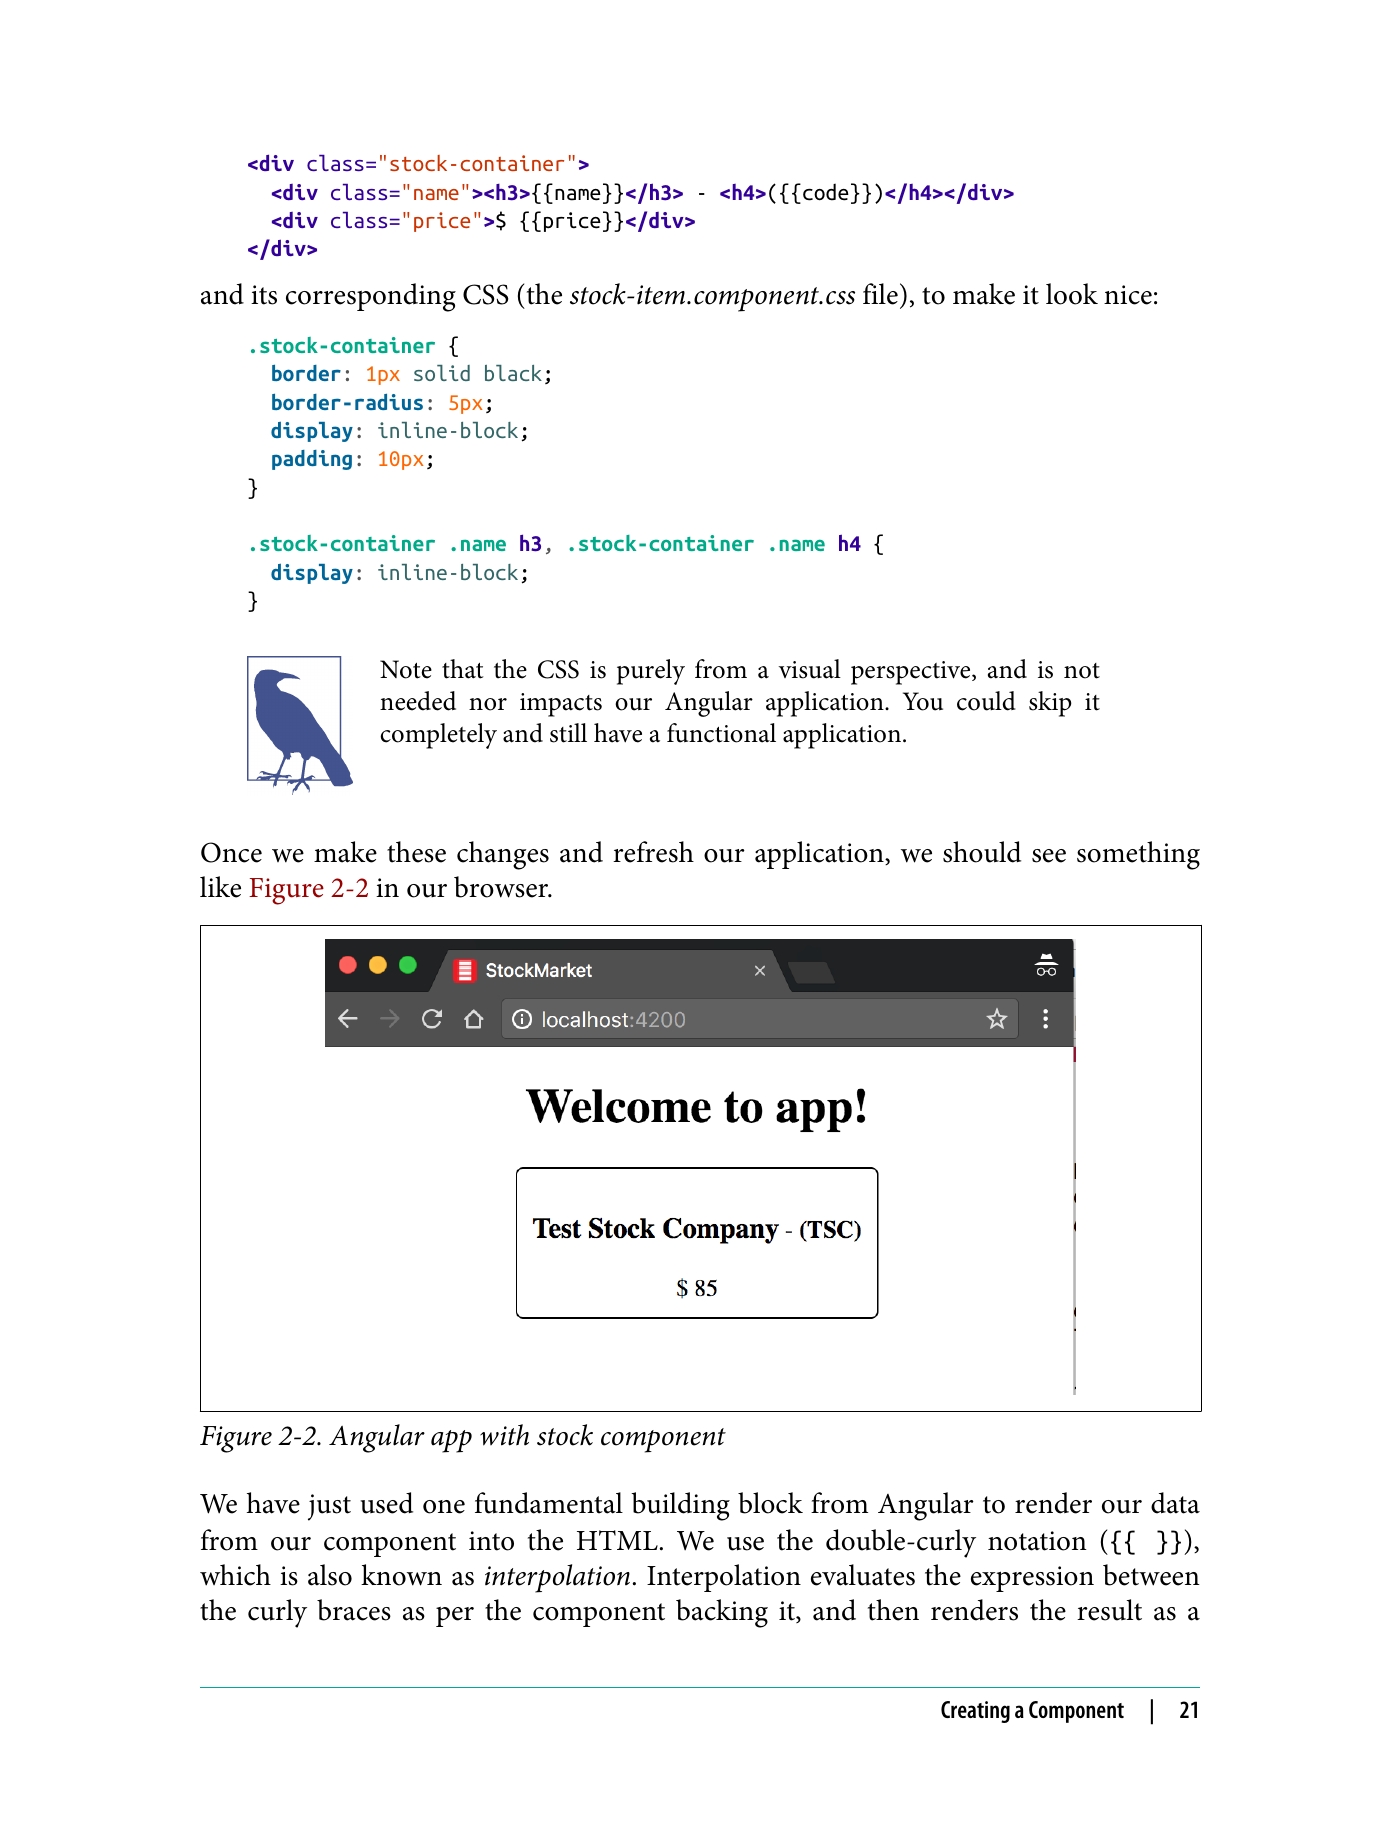 <div class="stock-container">
  <div class="name"><h3>{{name}}</h3> - <h4>({{code}})</h4></div>
  <div class="price">$ {{price}}</div>
</div>
and its corresponding CSS (the stock-item.component.css file), to make it look nice:
.stock-container {
  border: 1px solid black;
  border-radius: 5px;
  display: inline-block;
  padding: 10px;
}
.stock-container .name h3, .stock-container .name h4 {
  display: inline-block;
}
Note that the CSS is purely from a visual perspective, and is not
needed nor impacts our Angular application. You could skip it
completely and still have a functional application.
Once we make these changes and refresh our application, we should see something
like Figure 2-2 in our browser.
StockMarket
localhost:4200
Welcome to app!
Test Stock Company - (TSC)
$ 85
Figure 2-2. Angular app with stock component
We have just used one fundamental building block from Angular to render our data
from our component into the HTML. We use the double-curly notation ({{ }}),
which is also known as interpolation. Interpolation evaluates the expression between
the curly braces as per the component backing it, and then renders the result as a
Creating a Component | 21